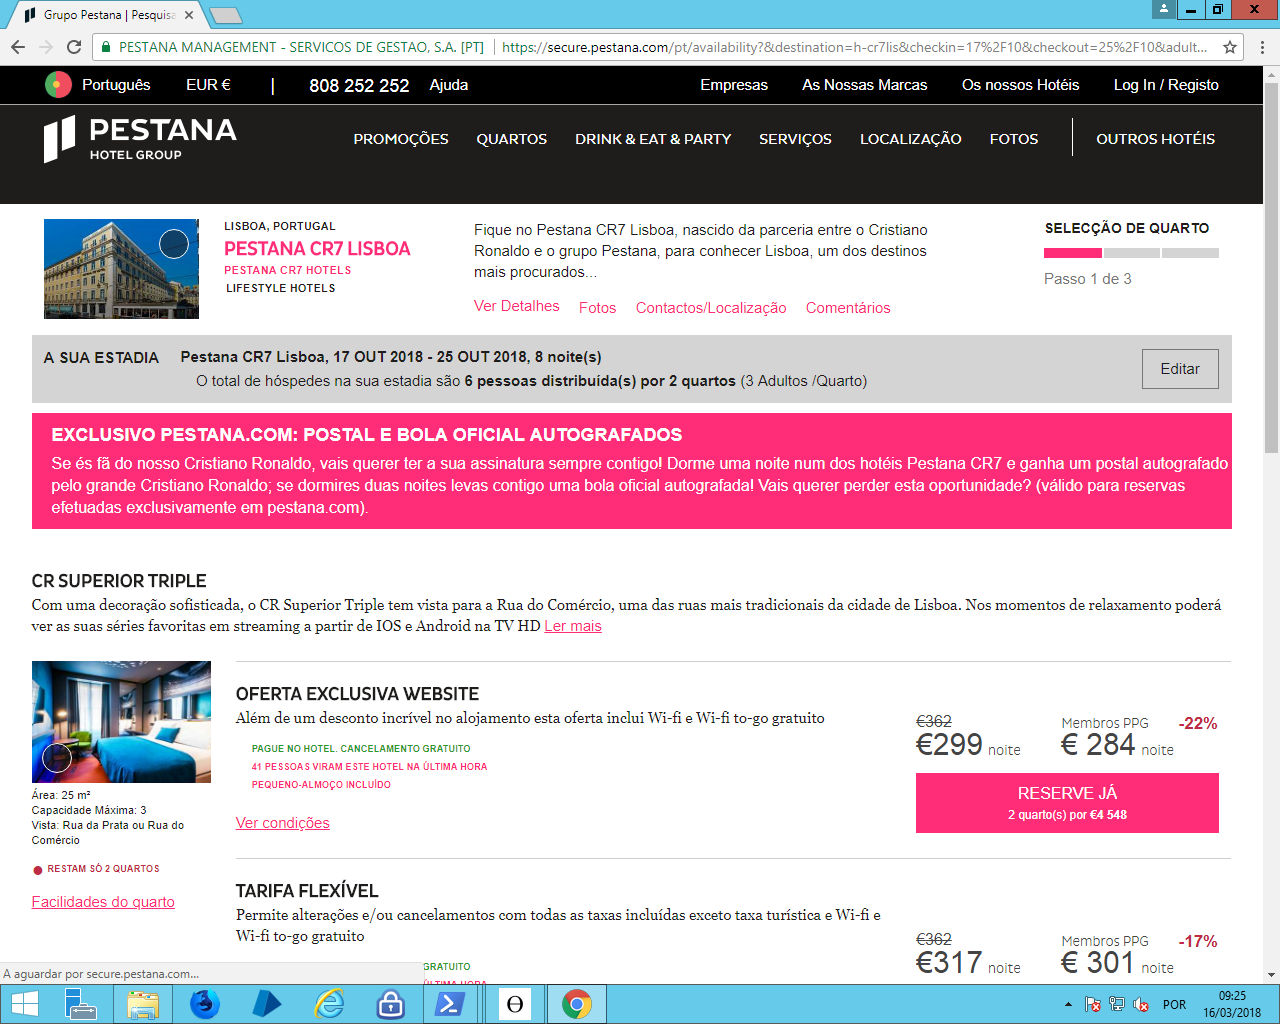 Grupo Pestana | Pesquisa
PESTANA MANAGEMENT - SERVICOS DE GESTAO, S.A. [PT]
https://secure.pestana.com/pt/availability?&destination=h-cr7lis&checkin=17%2F10&checkout=25%2F10&adult...
Português EUR € | 808 252 252 Ajuda Empresas As Nossas Marcas Os nossos Hotéis Log In / Registo
PESTANA
HOTEL GROUP
PROMOÇÕES QUARTOS DRINK & EAT & PARTY SERVIÇOS LOCALIZAÇÃO FOTOS OUTROS HOTÉIS
LISBOA, PORTUGAL
PESTANA CR7 LISBOA
PESTANA CR7 HOTELS
LIFESTYLE HOTELS
Fique no Pestana CR7 Lisboa, nascido da parceria entre o Cristiano
Ronaldo e o grupo Pestana, para conhecer Lisboa, um dos destinos
mais procurados...
Ver Detalhes Fotos Contactos/Localização Comentários
SELECÇÃO DE QUARTO
Passo 1 de 3
A SUA ESTADIA
Pestana CR7 Lisboa, 17 OUT 2018 - 25 OUT 2018, 8 noite(s)
O total de hóspedes na sua estadia são 6 pessoas distribuída(s) por 2 quartos (3 Adultos /Quarto)
Editar
EXCLUSIVO PESTANA.COM: POSTAL E BOLA OFICIAL AUTOGRAFADOS
Se és fã do nosso Cristiano Ronaldo, vais querer ter a sua assinatura sempre contigo! Dorme uma noite num dos hotéis Pestana CR7 e ganha um postal autografado
pelo grande Cristiano Ronaldo; se dormires duas noites levas contigo uma bola oficial autografada! Vais querer perder esta oportunidade? (válido para reservas
efetuadas exclusivamente em pestana.com).
CR SUPERIOR TRIPLE
Com uma decoração sofisticada, o CR Superior Triple tem vista para a Rua do Comércio, uma das ruas mais tradicionais da cidade de Lisboa. Nos momentos de relaxamento poderá
ver as suas séries favoritas em streaming a partir de IOS e Android na TV HD Ler mais
Área: 25 m²
Capacidade Máxima: 3
Vista: Rua da Prata ou Rua do
Comércio
RESTAM SÓ 2 QUARTOS
Facilidades do quarto
OFERTA EXCLUSIVA WEBSITE
Além de um desconto incrível no alojamento esta oferta inclui Wi-fi e Wi-fi to-go gratuito
PAGUE NO HOTEL. CANCELAMENTO GRATUITO
41 PESSOAS VIRAM ESTE HOTEL NA ÚLTIMA HORA
PEQUENO-ALMOÇO INCLUÍDO
Ver condições
€362
€299 noite
Membros PPG -22%
€ 284 noite
RESERVE JÁ
2 quarto(s) por €4 548
TARIFA FLEXÍVEL
Permite alterações e/ou cancelamentos com todas as taxas incluídas exceto taxa turística e Wi-fi e
Wi-fi to-go gratuito
GRATUITO
ÚLTIMA HORA
€362
€317 noite
Membros PPG -17%
€ 301 noite
A aguardar por secure.pestana.com...
POR
09:25
16/03/2018